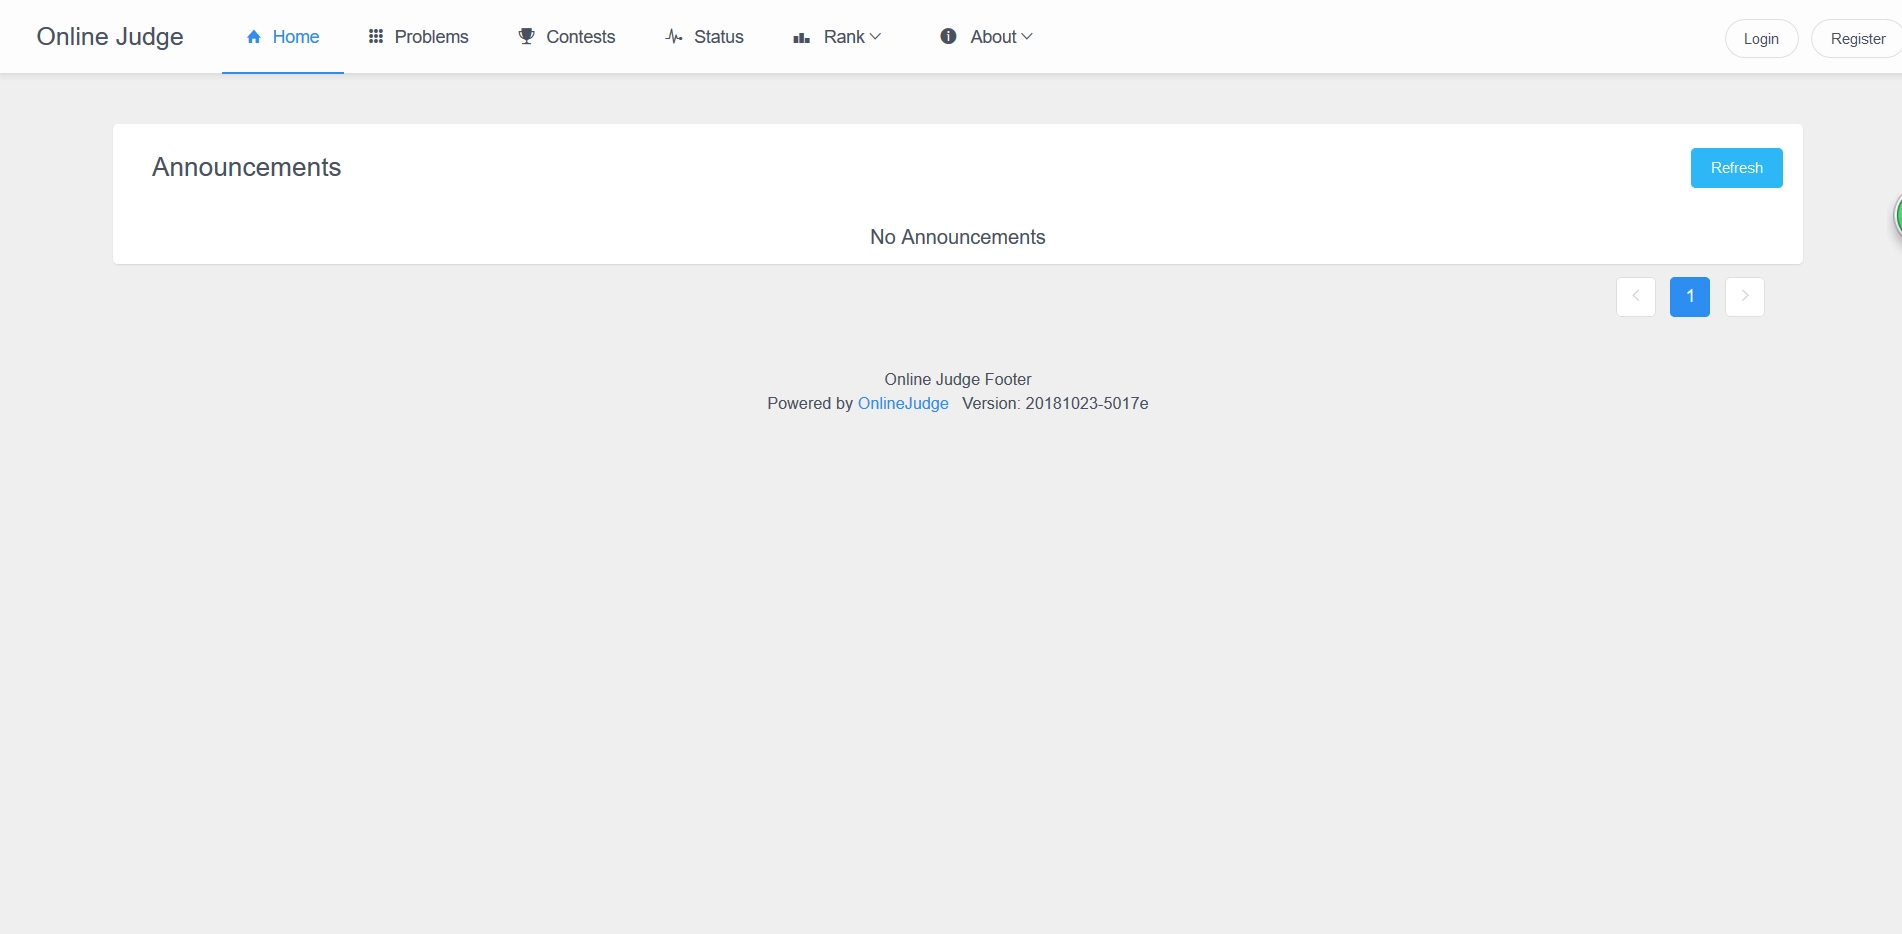 Online Judge Home Problems Contests Status Rank About Login Register
Announcements Refresh
No Announcements
1
Online Judge Footer
Powered by OnlineJudge Version: 20181023-5017e